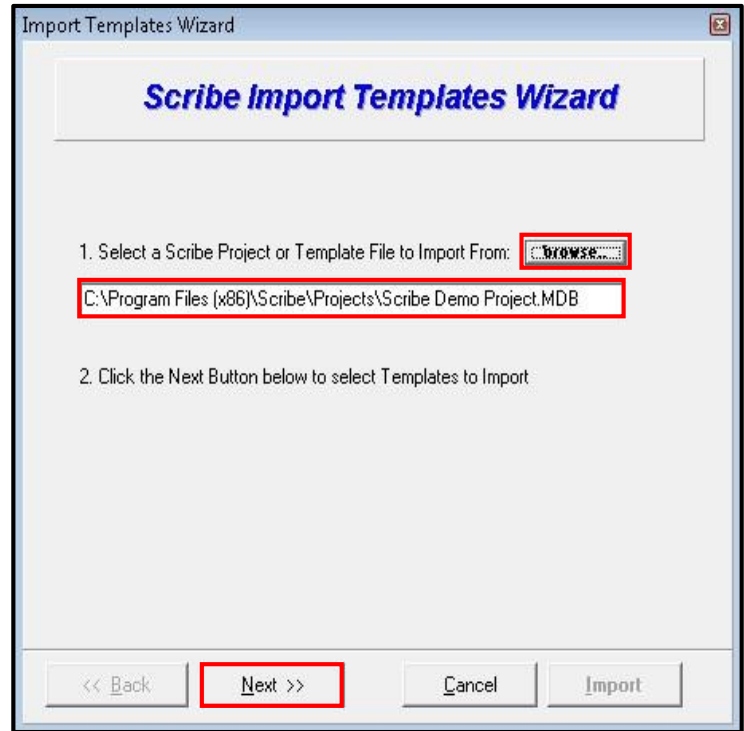 Import Templates Wizard
Scribe Import Templates Wizard
1. Select a Scribe Project or Template File to Import From: browse...
C:\Program Files (x86)\Scribe\Projects\Scribe Demo Project.MDB
2. Click the Next Button below to select Templates to Import
<< Back Next >> Cancel Import